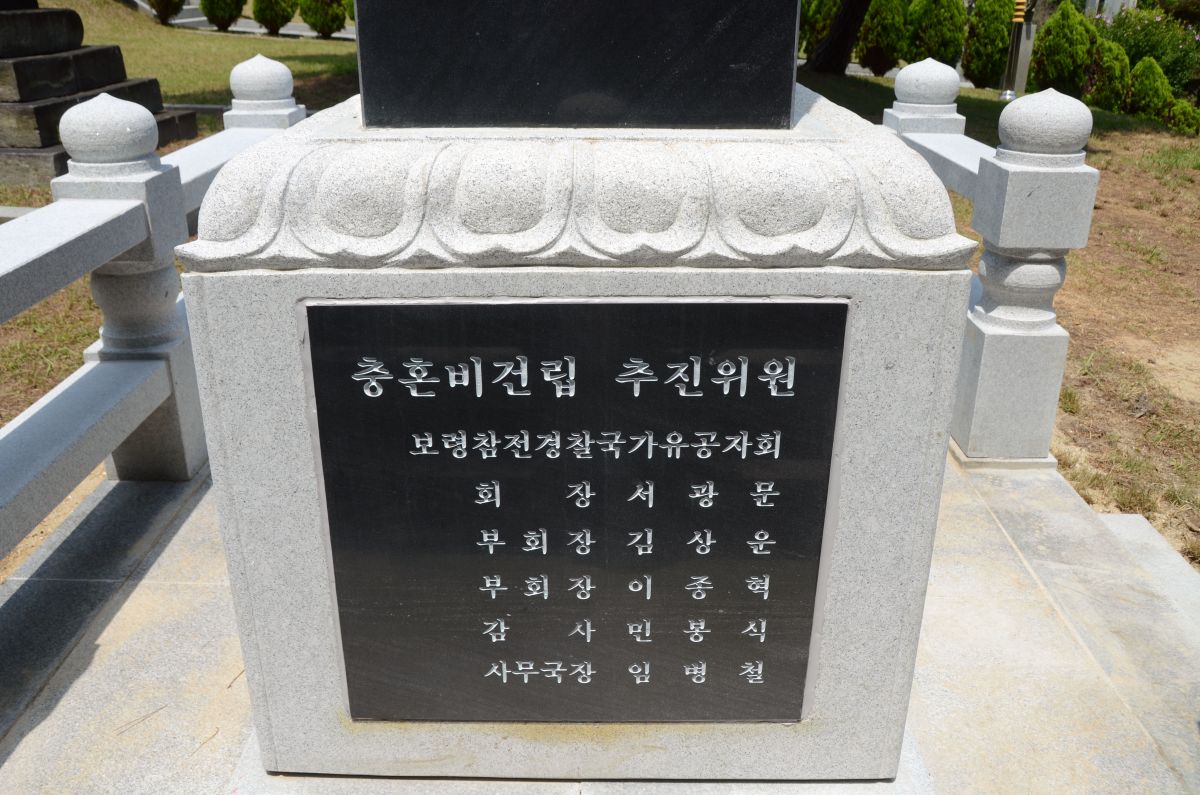 충혼비건립 추진위원
보령참전경찰국가유공자회
회 장 서 광 문
부 회 장 김 상 운
부 회 장 이 종 혁
감 사 민 봉 식
사무국장 임 병 철